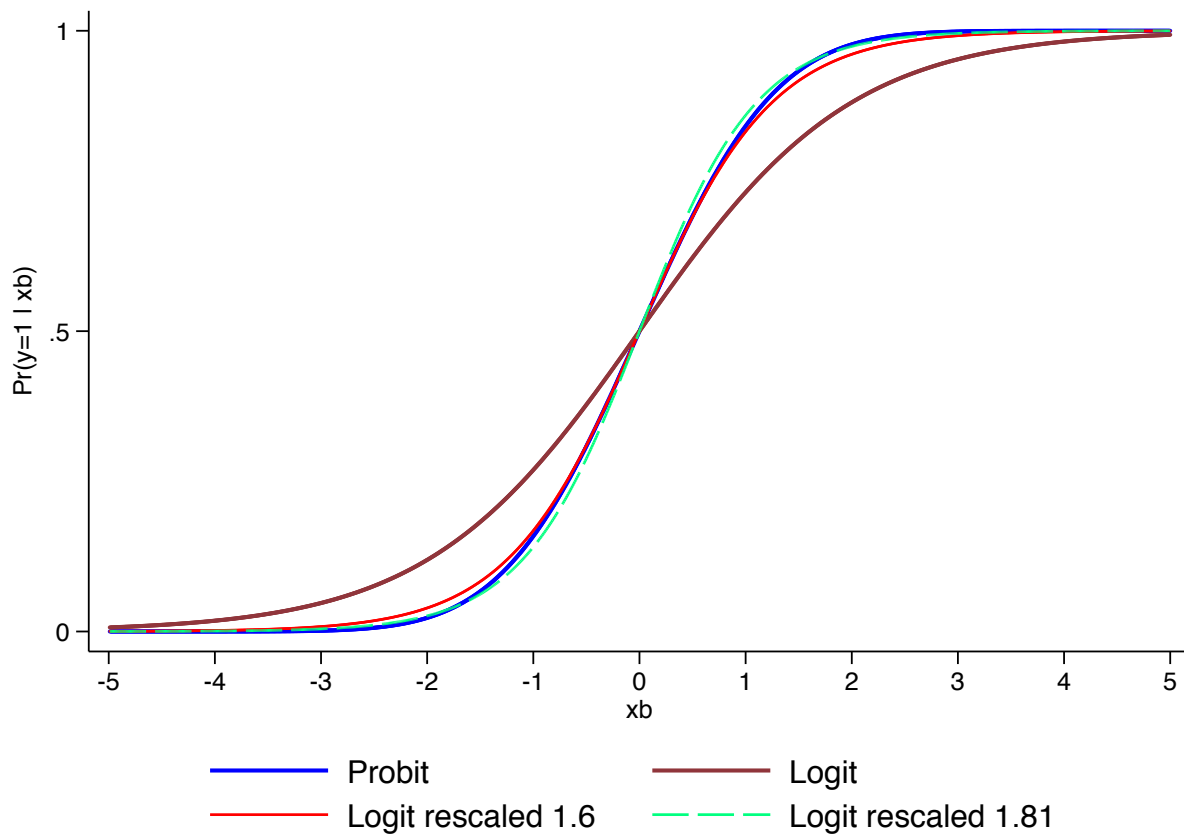 1
.5
0
Pr(y=1 | xb)
-5 -4 -3 -2 -1 0 1 2 3 4 5
xb
Probit Logit
Logit rescaled 1.6 Logit rescaled 1.81